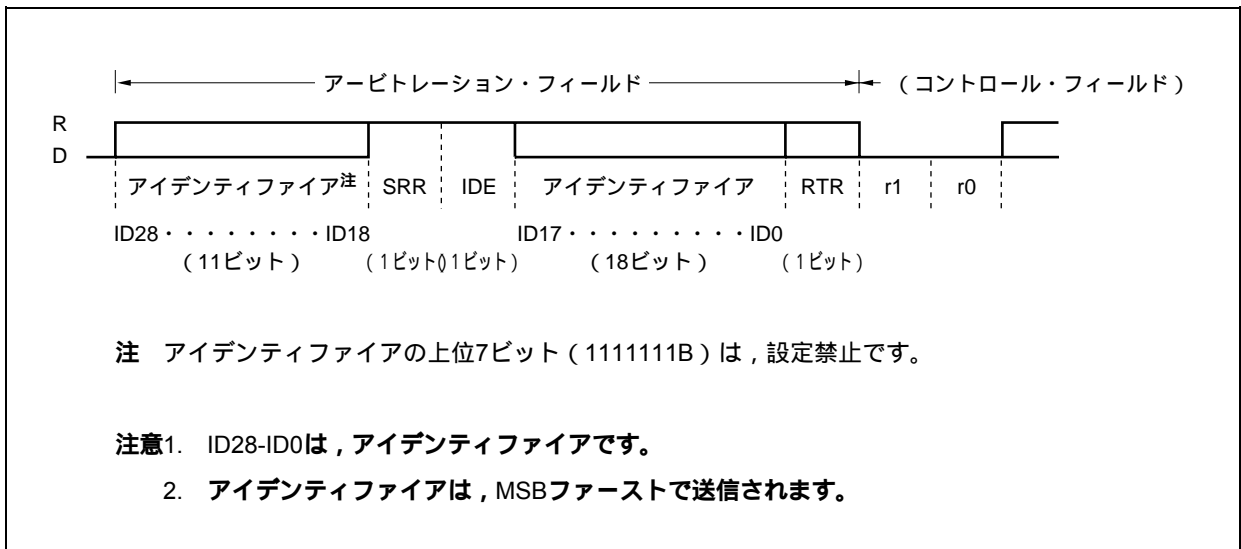 アービトレーション・フィールド （コントロール・フィールド）
R
D
アイデンティファイア注 SRR IDE アイデンティファイア RTR r1 r0
ID28・・・・・・・・ID18 ID17・・・・・・・・・ID0
（11ビット） （1ビット）（1ビット） （18ビット） （1ビット）
注 アイデンティファイアの上位7ビット（1111111B）は，設定禁止です。
注意1. ID28-ID0は，アイデンティファイアです。
2. アイデンティファイアは，MSBファーストで送信されます。